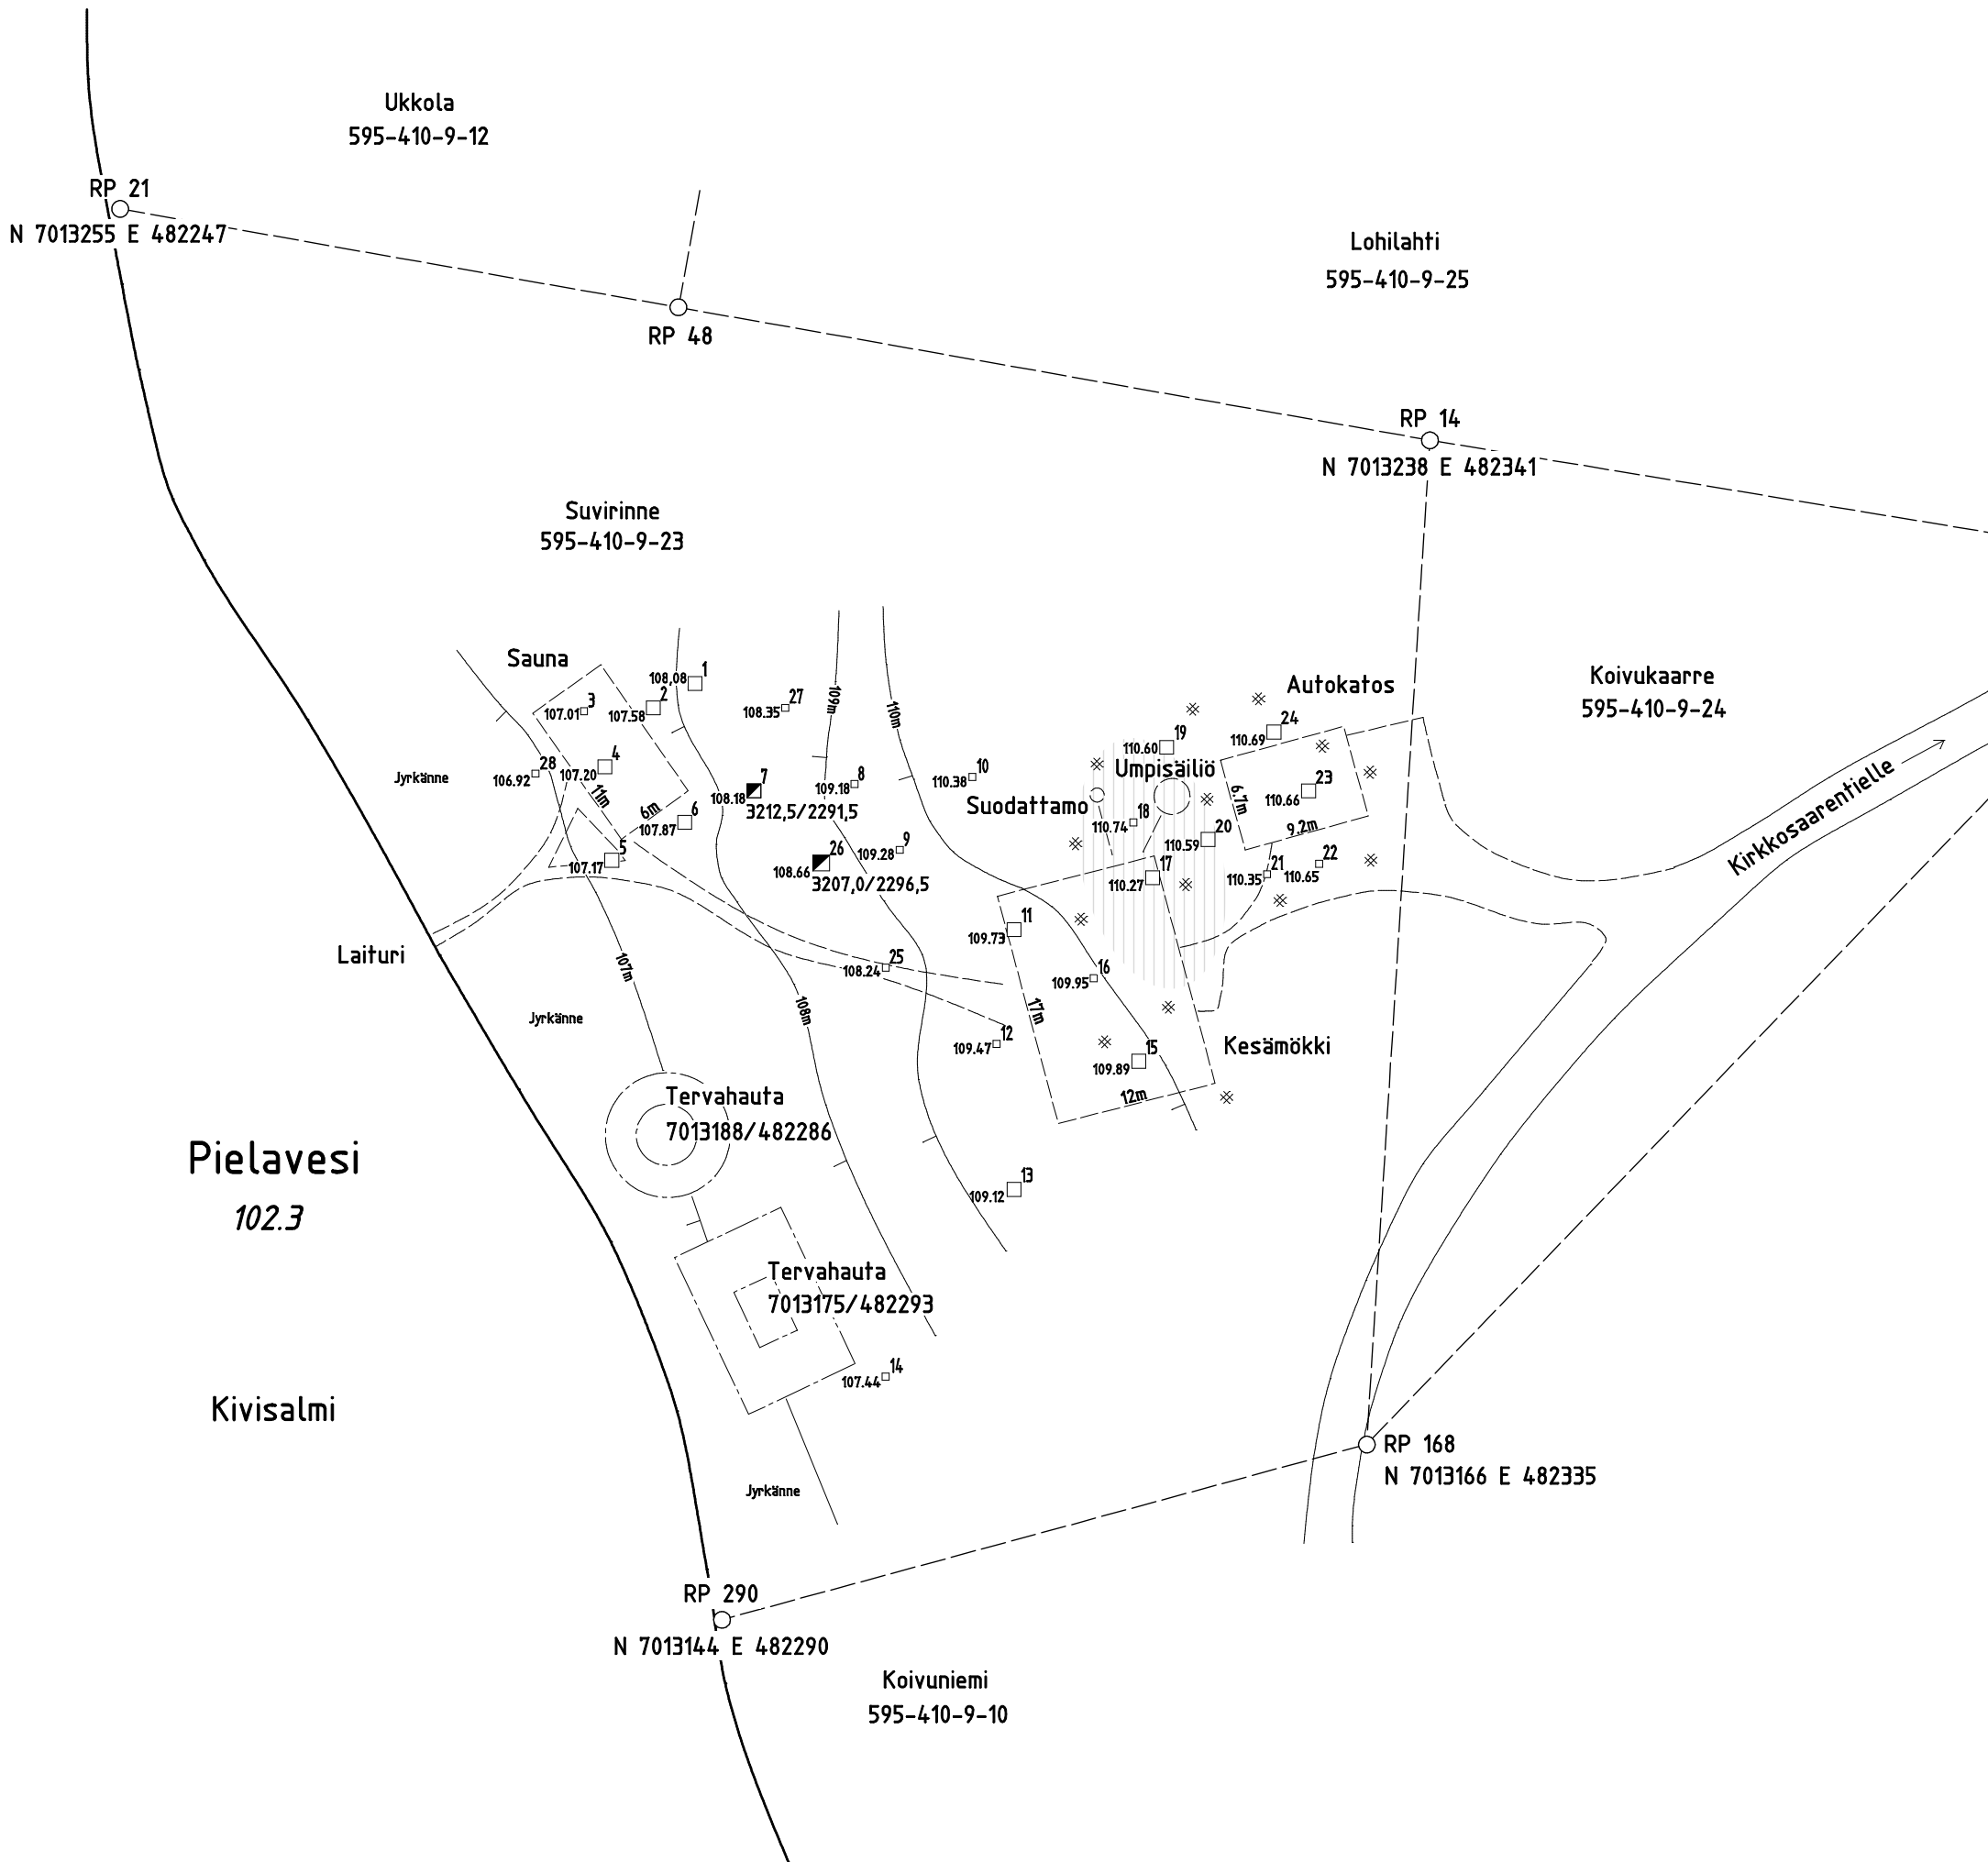 Ukkola
595-410-9-12
RP 21
N 7013255 E 482247
Lohilahti
595-410-9-25
RP 48
RP 14
N 7013238 E 482341
Suvirinne
595-410-9-23
Sauna
108,08 1
107.01 3
107.58 2
108.35 27
109m
110m
Autokatos
Koivukaarre
595-410-9-24
110.69 24
110.60 19
Umpisäiliö
Jyrkänne
106.92 28
107.20 4
11m
6m
108.18 7
3212,5/2291,5
109.18 8
110.38 10
Suodattamo
110.74 18
6.7m
110.66 23
9.2m
Kirkkosaarentielle
107.87 6
107.17 5
108.66 26
3207,0/2296,5
109.28 9
110.59 20
110.27 17
110.35 21
110.65 22
109.73 11
Laituri
107m
108.24 25
109.95 16
Jyrkänne
108m
17m
109.47 12
109.89 15
Kesämökki
12m
Tervahauta
7013188/482286
Pielavesi
102.3
109.12 13
Tervahauta
7013175/482293
107.44 14
Kivisalmi
RP 168
N 7013166 E 482335
Jyrkänne
RP 290
N 7013144 E 482290
Koivuniemi
595-410-9-10